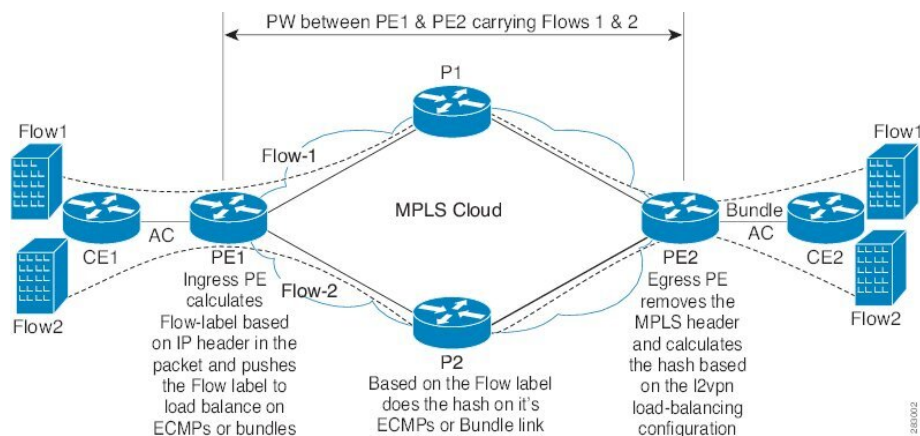 PW between PE1 & PE2 carrying Flows 1 & 2
P1
Flow1
Flow-1
Flow1
MPLS Cloud
Bundle
AC
AC
CE1
PE1
PE2
CE2
Flow2
Flow-2
Flow2
Ingress PE
calculates
Flow-label based
on IP header in the
packet and pushes
the Flow label to
load balance on
ECMPs or bundles
P2
Based on the Flow label
does the hash on it's
ECMPs or Bundle link
Egress PE
removes the
MPLS header
and calculates
the hash based
on the l2vpn
load-balancing
configuration